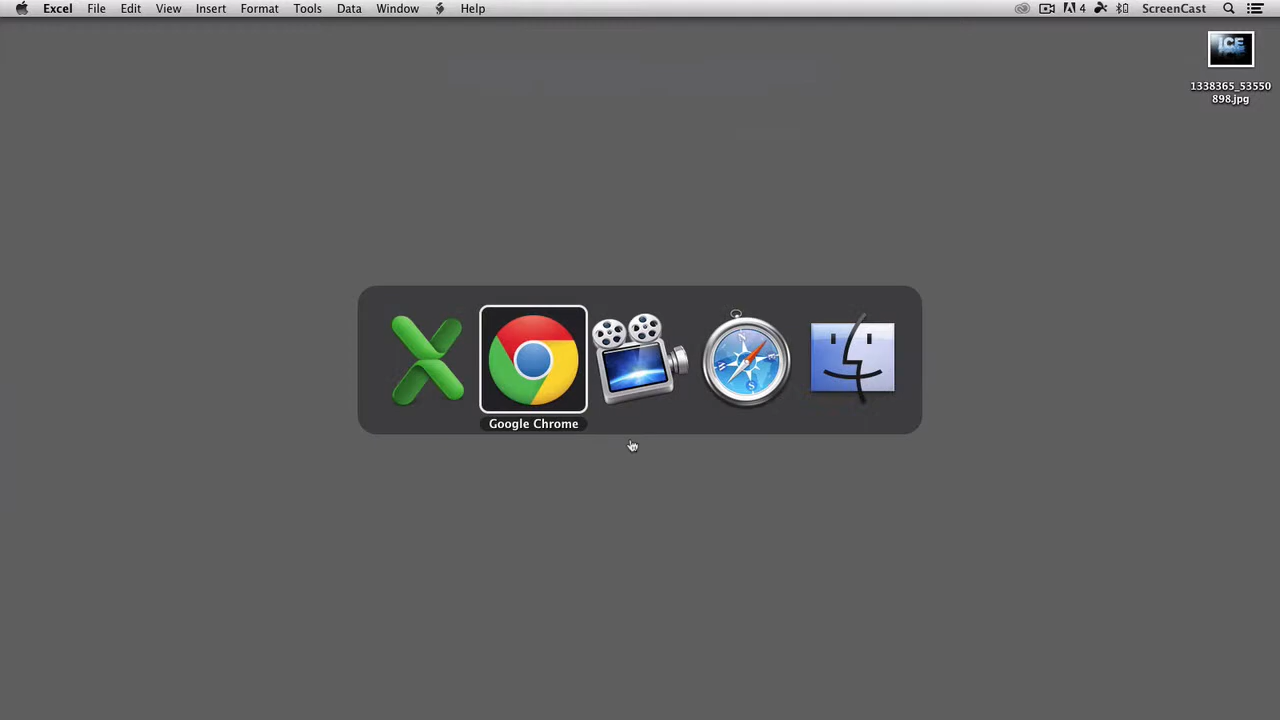 Excel File Edit View Insert Format Tools Data Window Help 4 ScreenCast
ICE
1338365_53550
898.jpg
Google Chrome